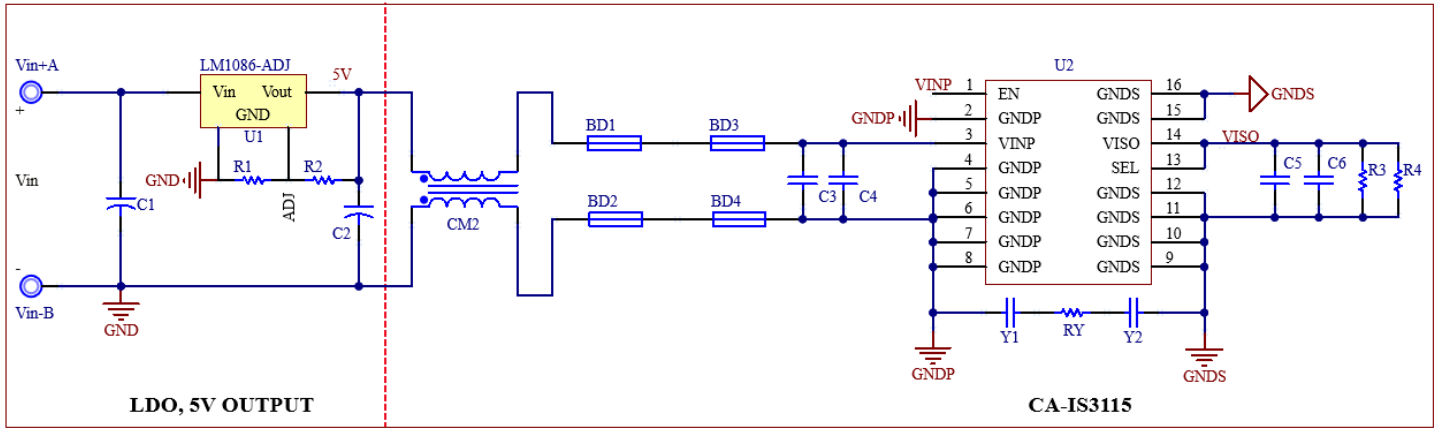 Vin+A
+
Vin
-
Vin-B
LM1086-ADJ
Vin Vout
GND
U1
5V
GND
R1
R2
ADJ
C1
C2
GND
LDO, 5V OUTPUT
CM2
BD1
BD3
BD2
BD4
C3
C4
U2
VINP 1 EN GNDS 16 GNDS
GNDP 2 GNDP GNDS 15
3 VINP VISO 14 VISO
4 GNDP SEL 13
5 GNDP GNDS 12
6 GNDP GNDS 11
7 GNDP GNDS 10
8 GNDP GNDS 9
C5
C6
R3
R4
Y1
RY
Y2
GNDP
GNDS
CA-IS3115